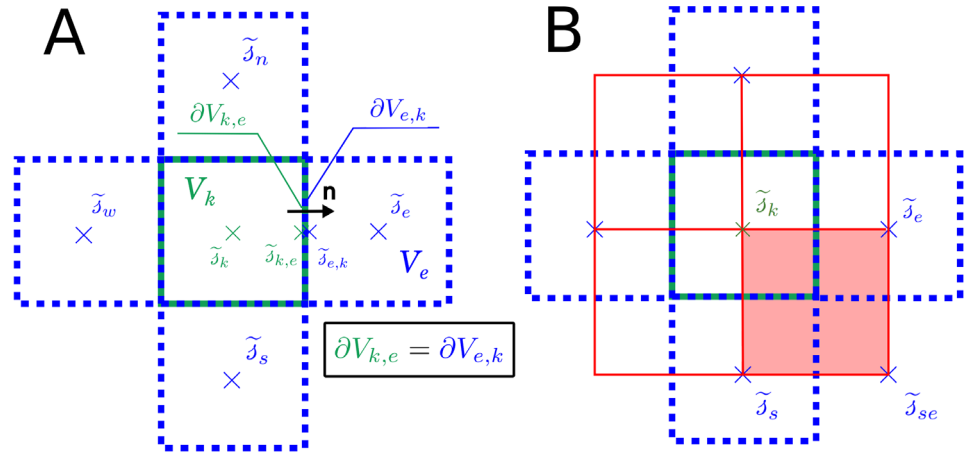 A
B
s̃_n
∂V_{k,e}
∂V_{e,k}
V_k
n
s̃_w
s̃_e
s̃_k
s̃_{k,e}
s̃_{e,k}
V_e
s̃_s
∂V_{k,e} = ∂V_{e,k}
s̃_k
s̃_e
s̃_s
s̃_{se}